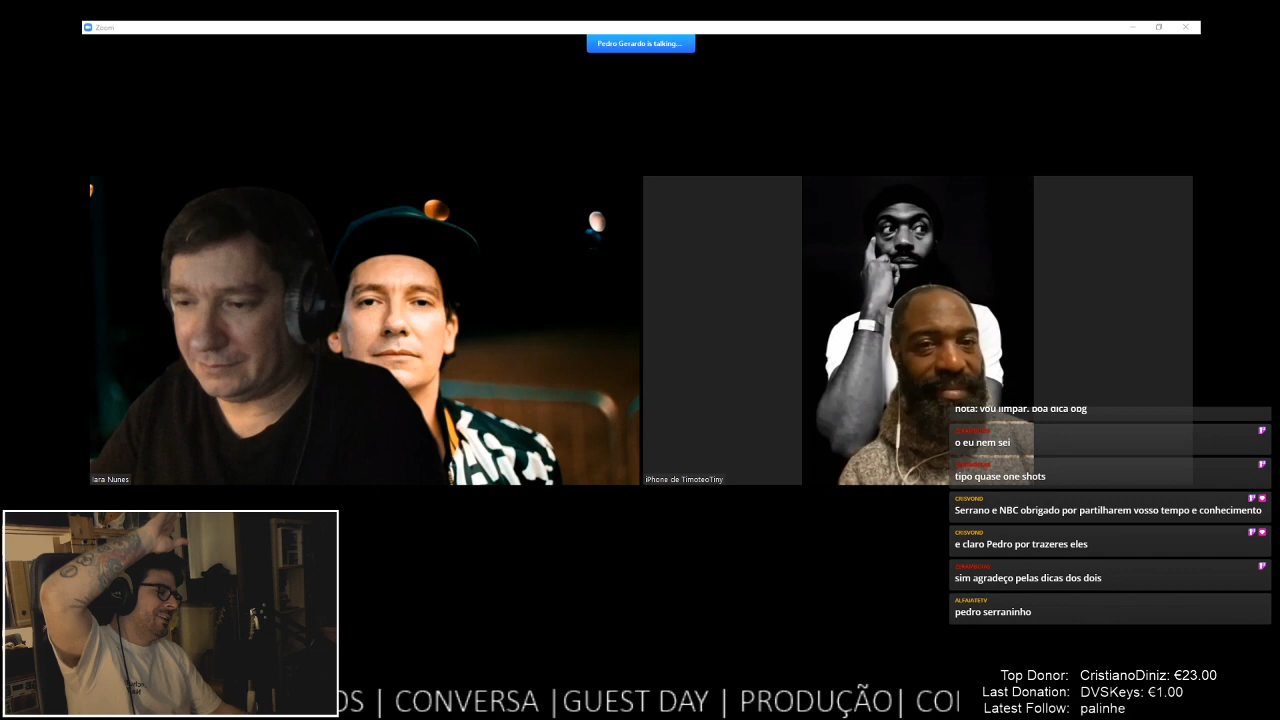 Zoom
Pedro Gerardo is talking...
Iara Nunes
iPhone de TimoteoTiny
nota: vou limpar. boa dica obg
o eu nem sei
tipo quase one shots
CRISVOND
Serrano e NBC obrigado por partilharem vosso tempo e conhecimento
CRISVOND
e claro Pedro por trazeres eles
sim agradeço pelas dicas dos dois
ALFAIATETV
pedro serraninho
OS | CONVERSA |GUEST DAY | PRODUÇÃO| CO
Top Donor: CristianoDiniz: €23.00
Last Donation: DVSKeys: €1.00
Latest Follow: palinhe